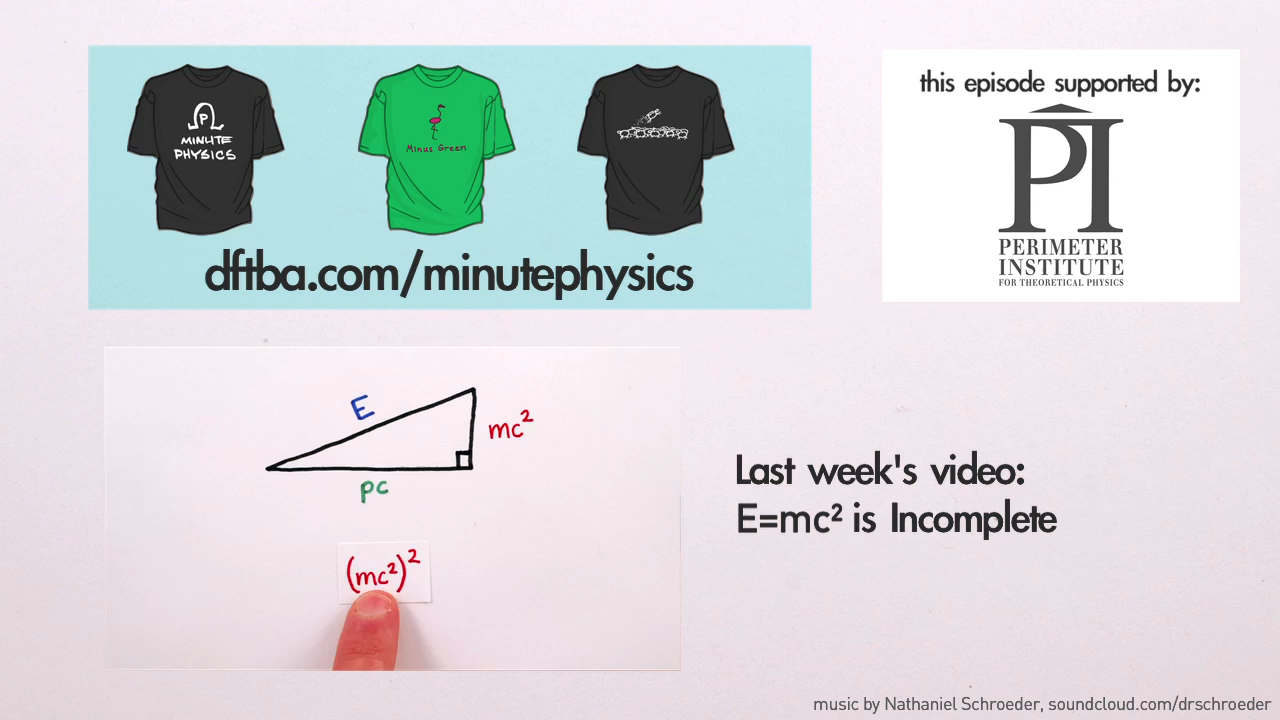 P
MINUTE
PHYSICS
Minus Green
dftba.com/minutephysics
this episode supported by:
PI
PERIMETER
INSTITUTE
FOR THEORETICAL PHYSICS
E
mc²
pc
(mc²)²
Last week's video:
E=mc² is Incomplete
music by Nathaniel Schroeder, soundcloud.com/drschroeder